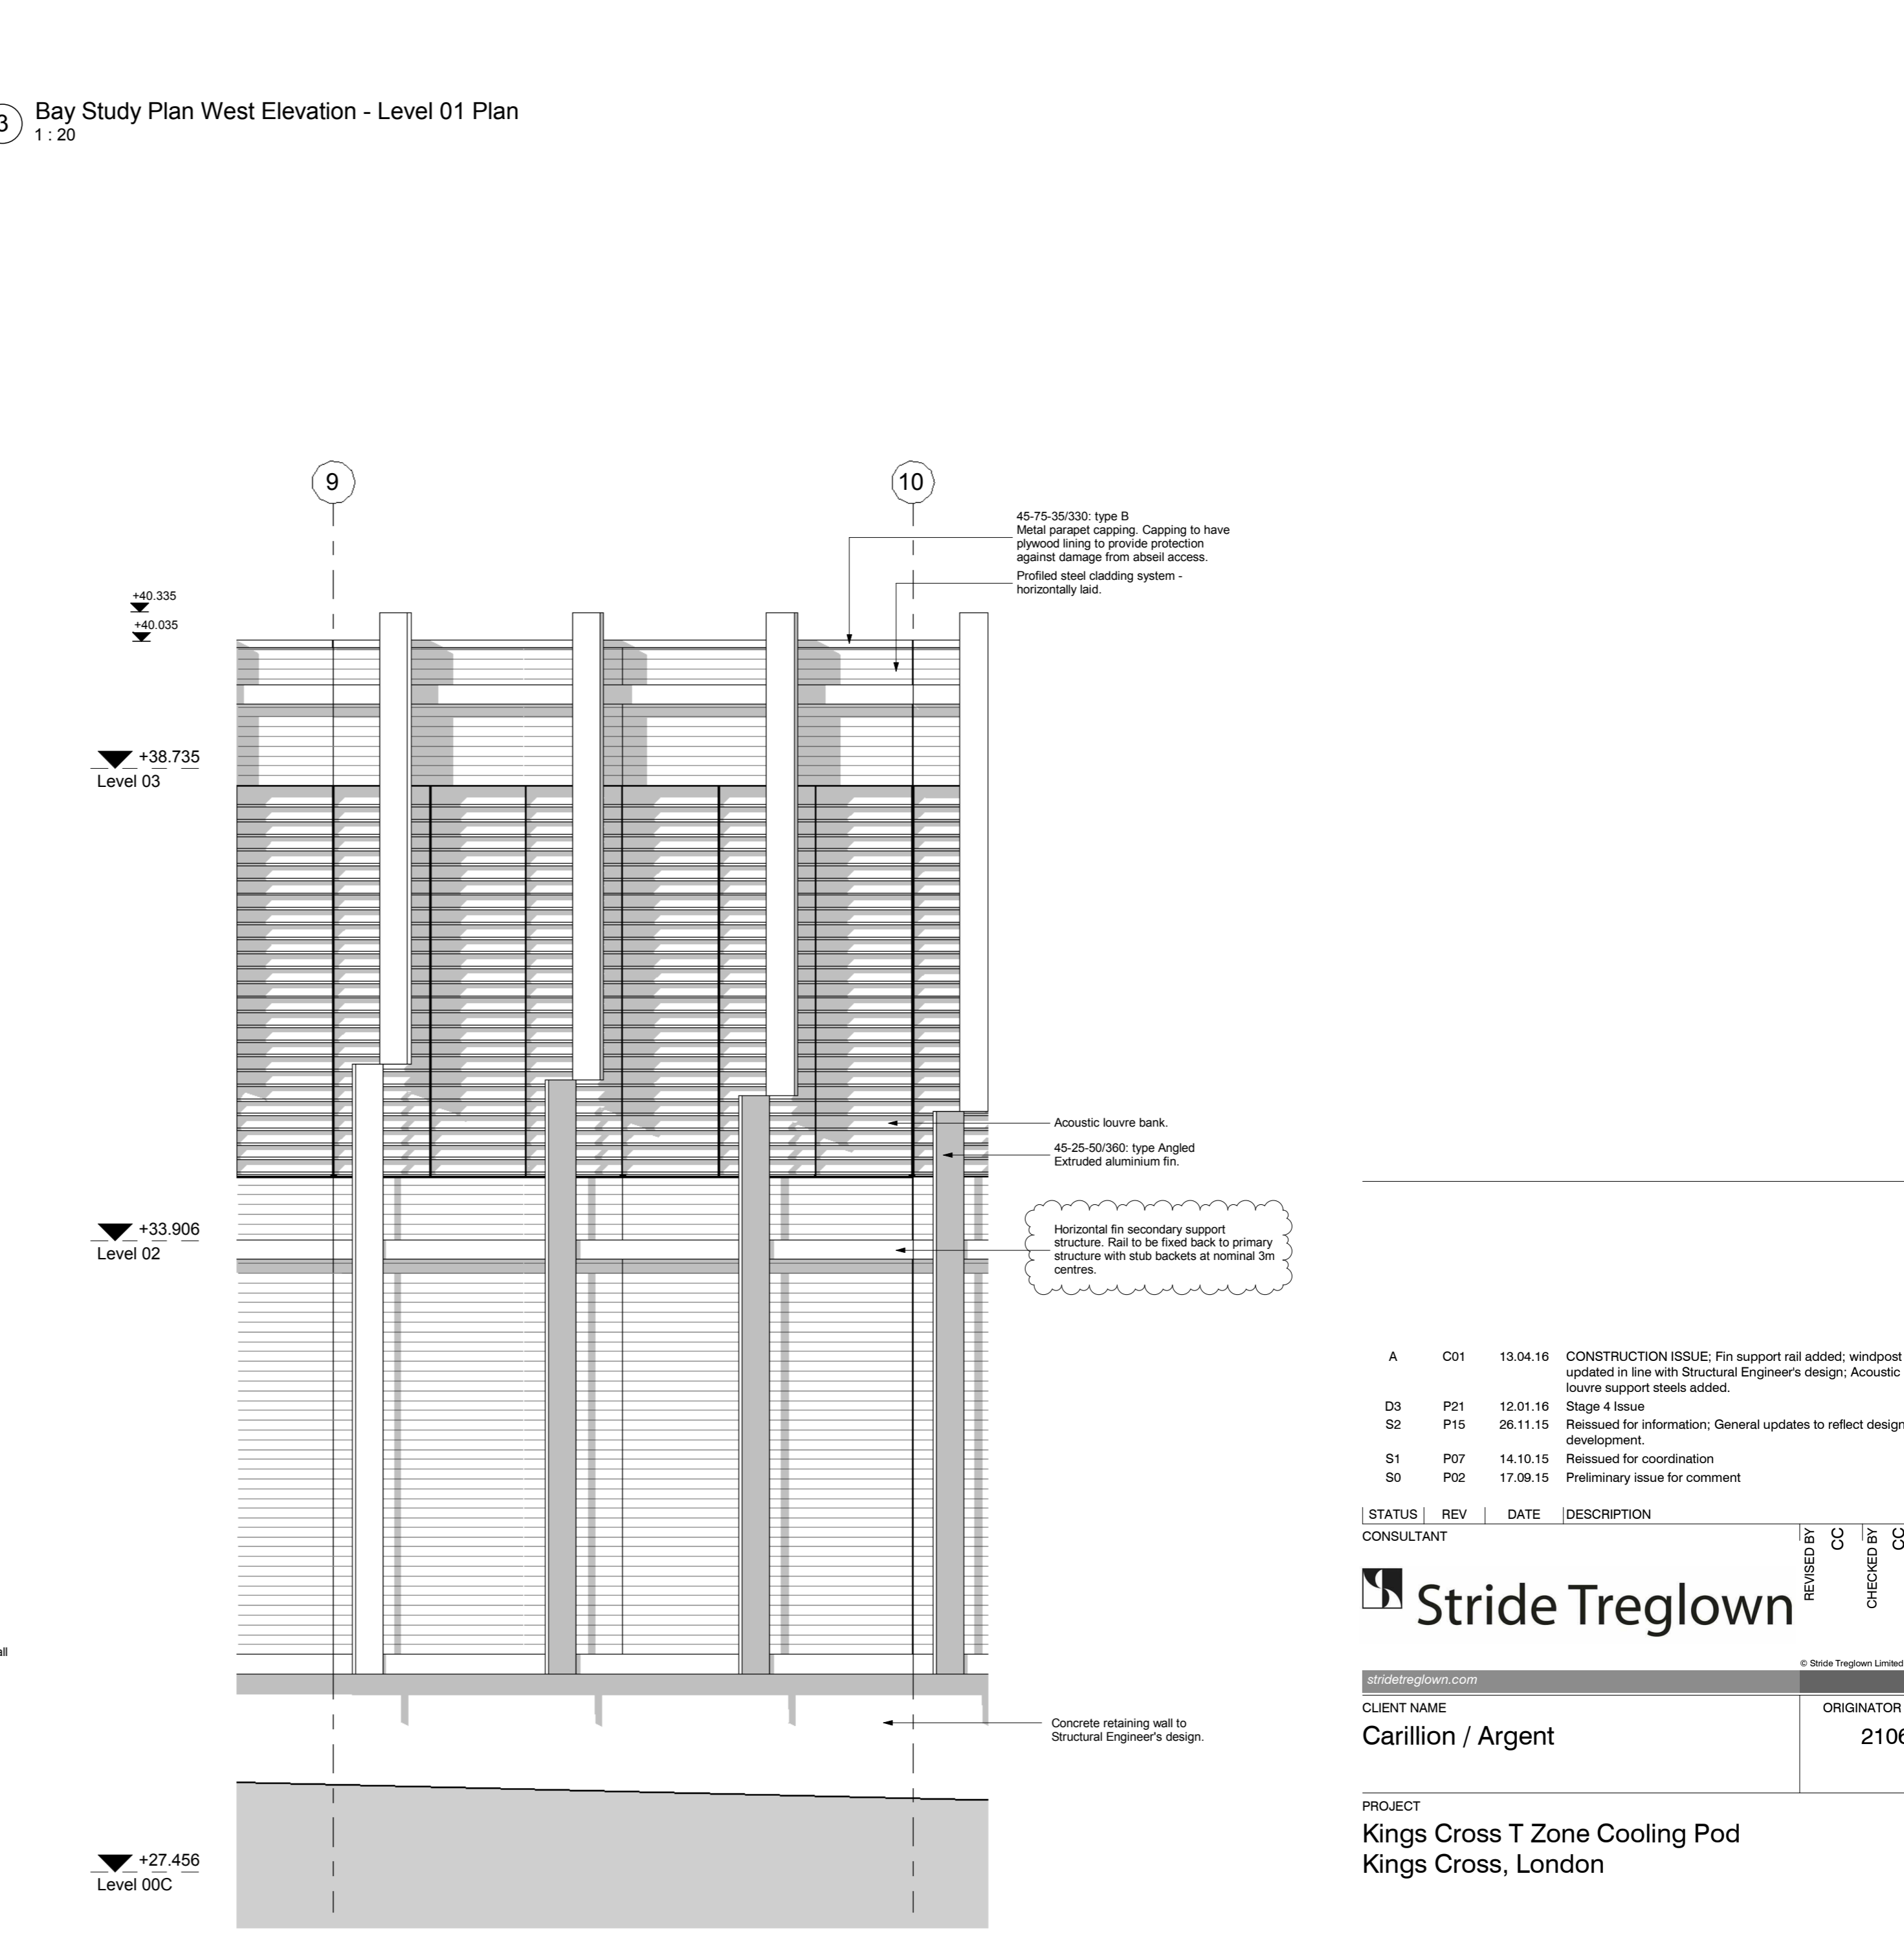 3
Bay Study Plan West Elevation - Level 01 Plan
1 : 20
9
10
45-75-35/330: type B
Metal parapet capping. Capping to have
plywood lining to provide protection
against damage from abseil access.
Profiled steel cladding system -
horizontally laid.
+40.335
+40.035
+38.735
Level 03
Acoustic louvre bank.
45-25-50/360: type Angled
Extruded aluminium fin.
+33.906
Level 02
Horizontal fin secondary support
structure. Rail to be fixed back to primary
structure with stub backets at nominal 3m
centres.
Concrete retaining wall to
Structural Engineer's design.
+27.456
Level 00C
A C01 13.04.16 CONSTRUCTION ISSUE; Fin support rail added; windpost
updated in line with Structural Engineer's design; Acoustic
louvre support steels added.
D3 P21 12.01.16 Stage 4 Issue
S2 P15 26.11.15 Reissued for information; General updates to reflect design
development.
S1 P07 14.10.15 Reissued for coordination
S0 P02 17.09.15 Preliminary issue for comment
STATUS REV DATE DESCRIPTION
CONSULTANT
REVISED BY
CC
CHECKED BY
CC
Stride Treglown
© Stride Treglown Limited
stridetreglown.com
CLIENT NAME
Carillion / Argent
ORIGINATOR
2106
PROJECT
Kings Cross T Zone Cooling Pod
Kings Cross, London